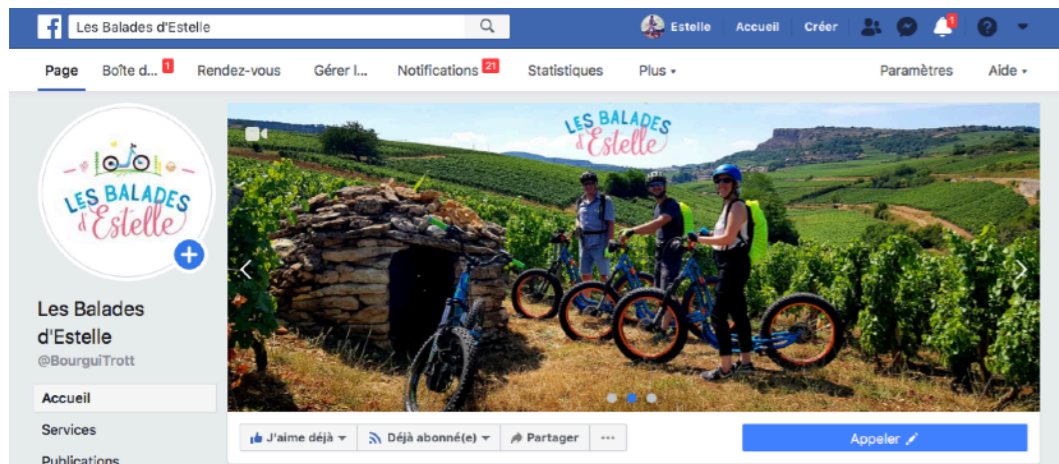 Les Balades d'Estelle
Estelle Accueil Créer 1
Page Boîte d... 1 Rendez-vous Gérer l... Notifications 21 Statistiques Plus Paramètres Aide
LES BALADES
d'Estelle
LES BALADES
d'Estelle
Les Balades
d'Estelle
@BourguiTrott
Accueil
Services
Publications
J'aime déjà Déjà abonné(e) Partager ... Appeler